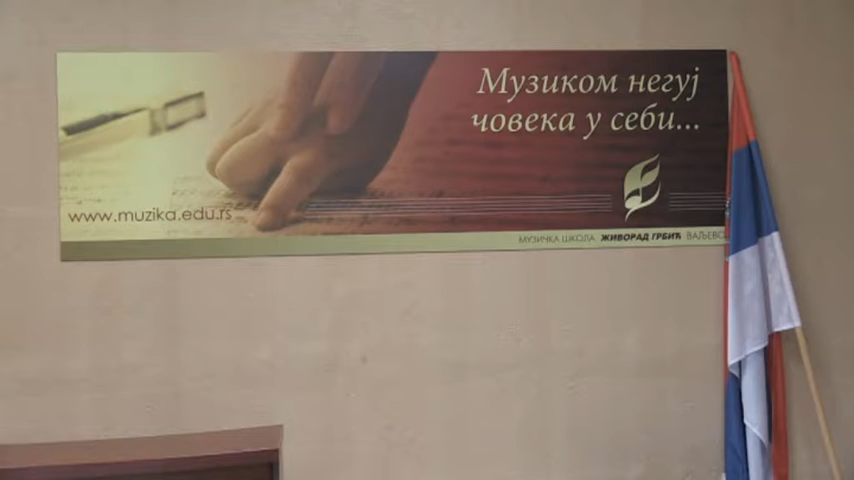 Музиком негуј
човека у себи...
www.muzika.edu.rs
МУЗИЧКА ШКОЛА ЖИВОРАД ГРБИЋ ВАЉЕВО